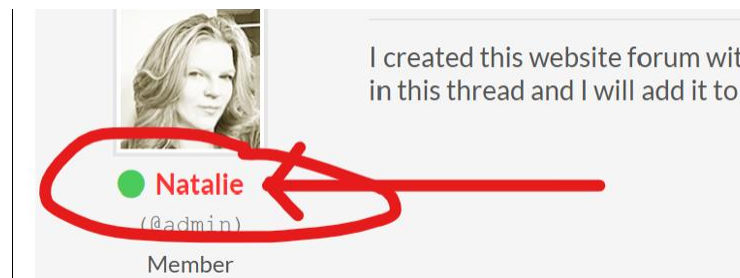 I created this website forum wit
in this thread and I will add it to
Natalie
(@admin)
Member